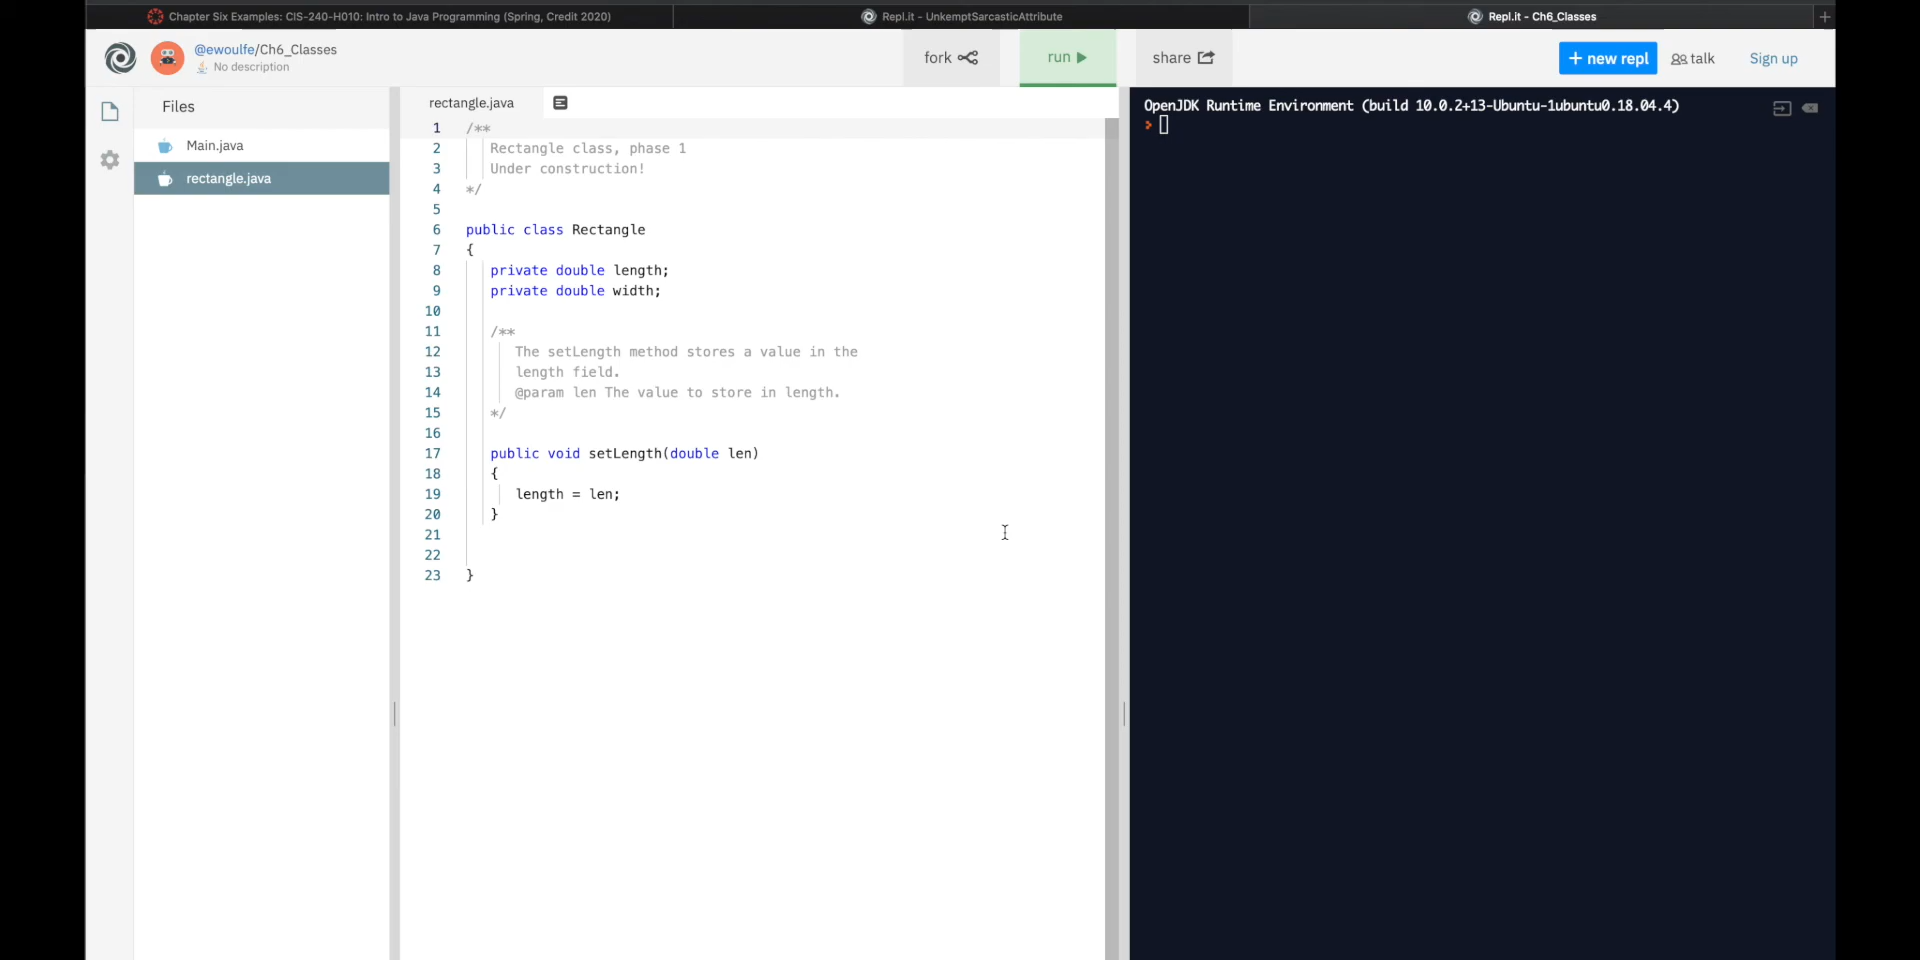 Chapter Six Examples: CIS-240-H010: Intro to Java Programming (Spring, Credit 2020)
Repl.it - UnkemptSarcasticAttribute
Repl.it - Ch6_Classes
@ewoulfe/Ch6_Classes
No description
fork
run
share
+ new repl
talk
Sign up
Files
Main.java
rectangle.java
rectangle.java
1 /**
2 Rectangle class, phase 1
3 Under construction!
4 */
5
6 public class Rectangle
7 {
8 private double length;
9 private double width;
10
11 /**
12 The setLength method stores a value in the
13 length field.
14 @param len The value to store in length.
15 */
16
17 public void setLength(double len)
18 {
19 length = len;
20 }
21
22
23 }
OpenJDK Runtime Environment (build 10.0.2+13-Ubuntu-1ubuntu0.18.04.4)